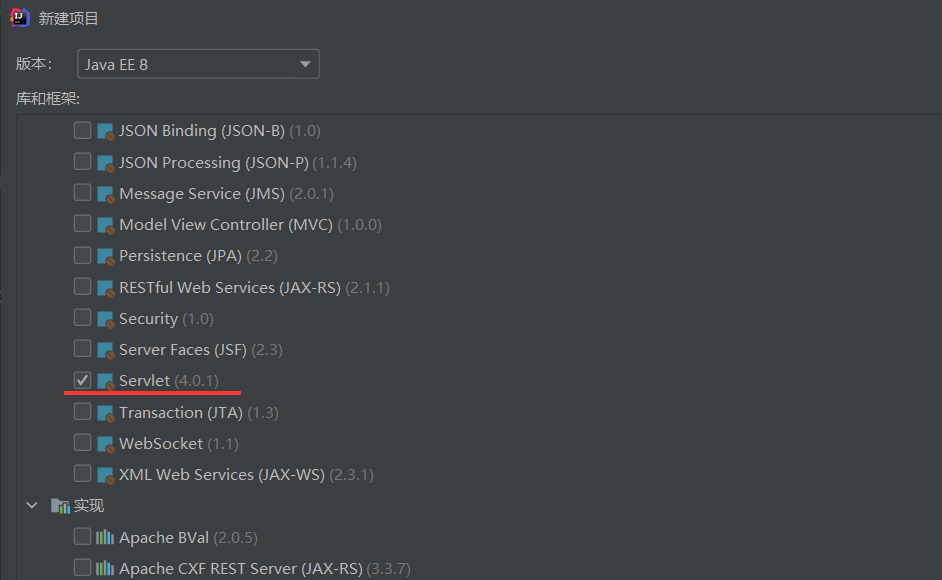 新建项目
版本: Java EE 8
库和框架:
JSON Binding (JSON-B) (1.0)
JSON Processing (JSON-P) (1.1.4)
Message Service (JMS) (2.0.1)
Model View Controller (MVC) (1.0.0)
Persistence (JPA) (2.2)
RESTful Web Services (JAX-RS) (2.1.1)
Security (1.0)
Server Faces (JSF) (2.3)
Servlet (4.0.1)
Transaction (JTA) (1.3)
WebSocket (1.1)
XML Web Services (JAX-WS) (2.3.1)
实现
Apache BVal (2.0.5)
Apache CXF REST Server (JAX-RS) (3.3.7)